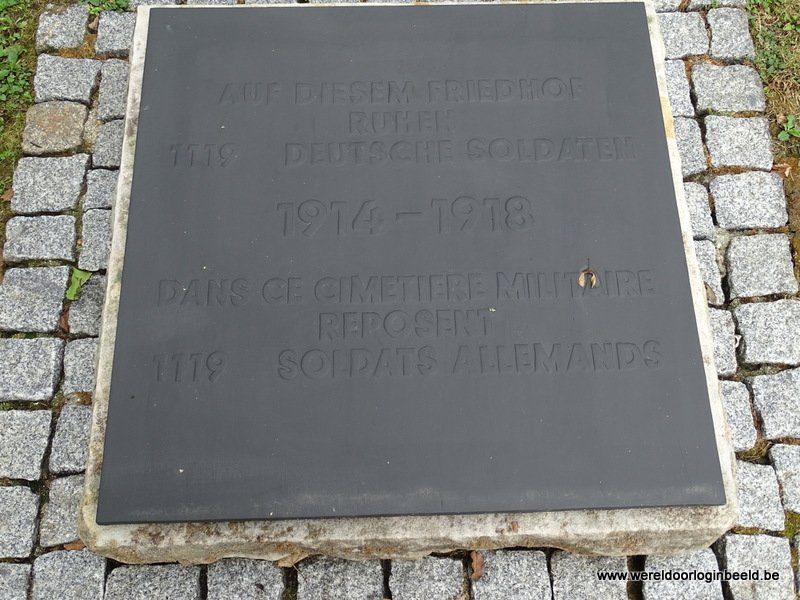 AUF DIESEM FRIEDHOF
RUHEN
1119 DEUTSCHE SOLDATEN
1914-1918
DANS CE CIMETIERE MILITAIRE
REPOSENT
1119 SOLDATS ALLEMANDS
www.wereldoorloginbeeld.be